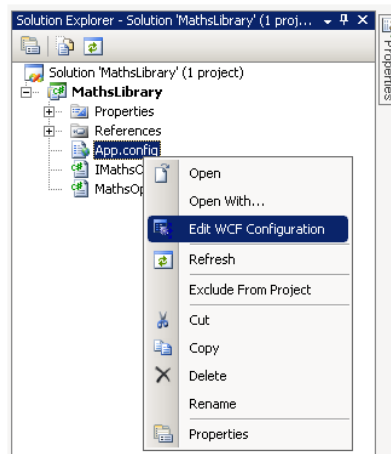 Solution Explorer - Solution 'MathsLibrary' (1 proj...
Properties
Solution 'MathsLibrary' (1 project)
MathsLibrary
Properties
References
App.config
IMathsO
MathsOp
Open
Open With...
Edit WCF Configuration
Refresh
Exclude From Project
Cut
Copy
Delete
Rename
Properties